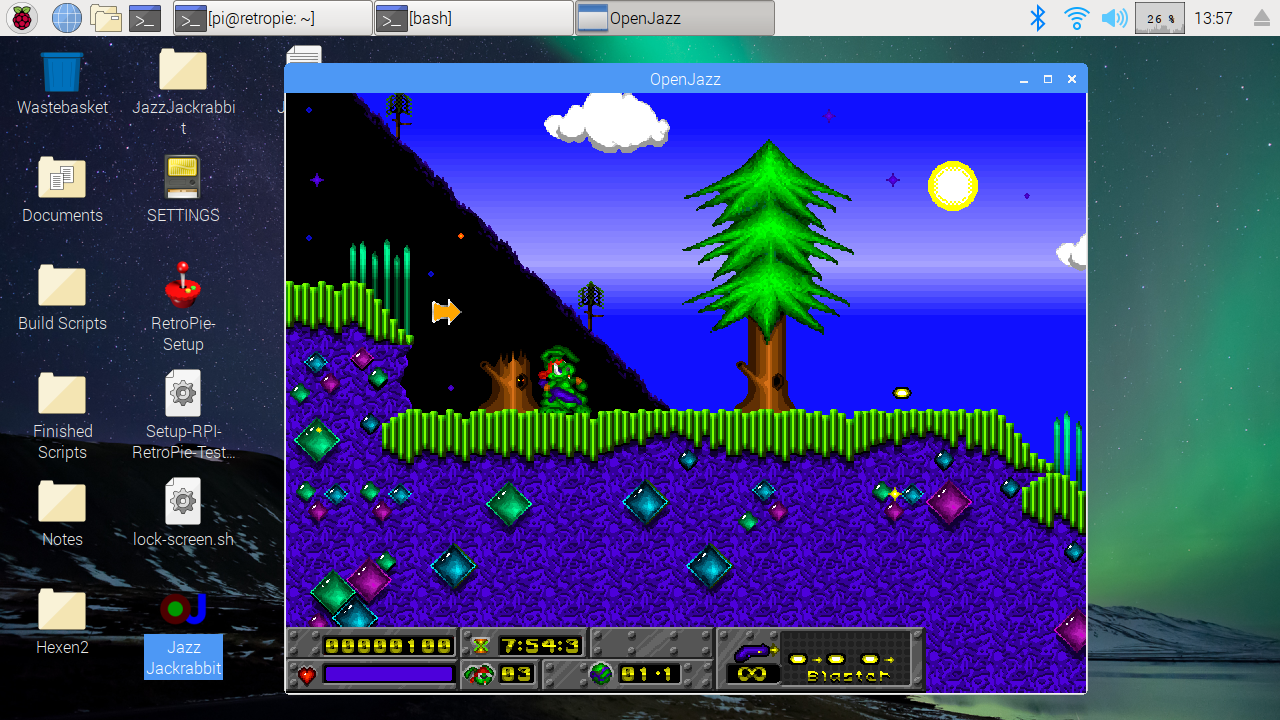 [pi@retropie: ~]
[bash]
OpenJazz
26 %
13:57
OpenJazz
Wastebasket
JazzJackrabbi
t
J
Documents
SETTINGS
Build Scripts
RetroPie-
Setup
Finished
Scripts
Setup-RPI-
RetroPie-Test...
Notes
lock-screen.sh
Hexen2
Jazz
Jackrabbit
00000100
7:54:3
03
01·1
∞
Blaster